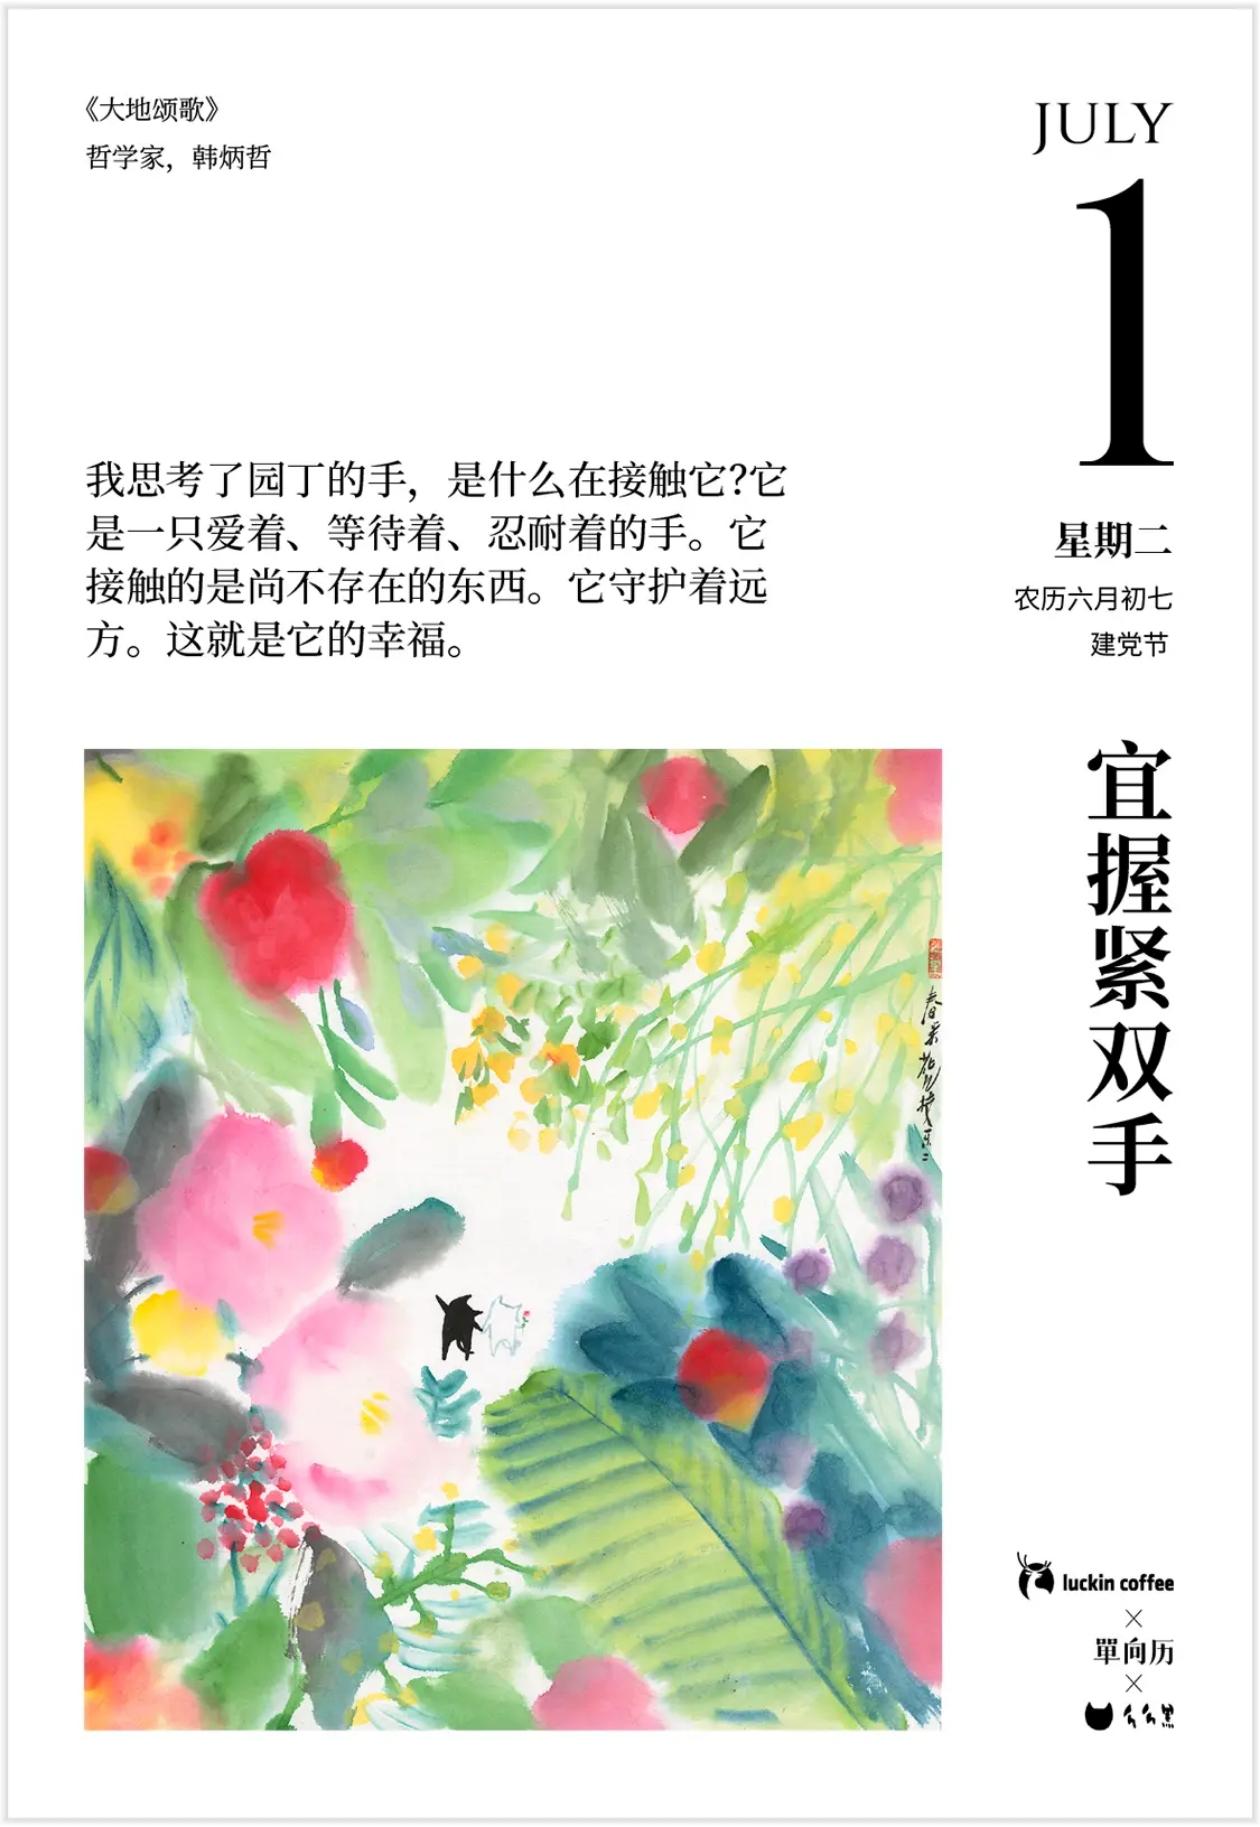 《大地颂歌》
哲学家，韩炳哲
JULY
1
星期二
农历六月初七
建党节
我思考了园丁的手，是什么在接触它?它
是一只爱着、等待着、忍耐着的手。它
接触的是尚不存在的东西。它守护着远
方。这就是它的幸福。
宜握紧双手
luckin coffee
×
單向历
×